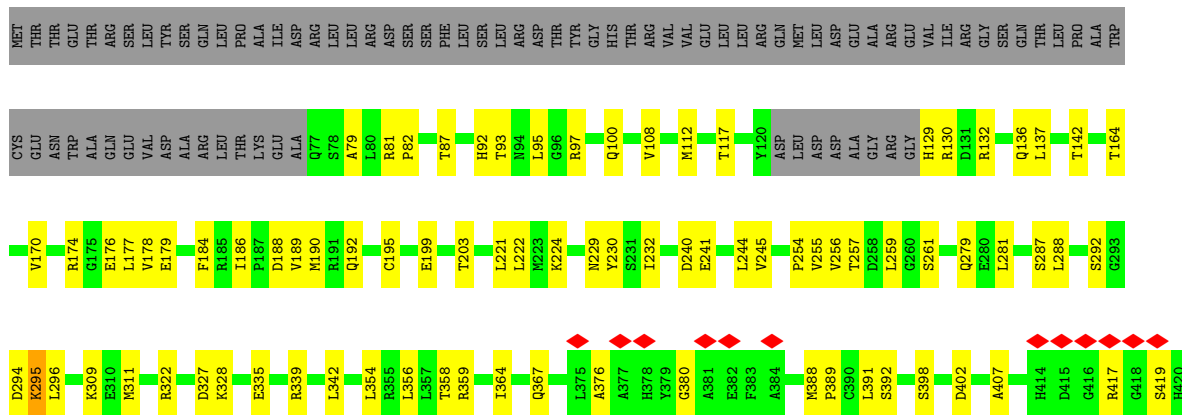 MET THR THR GLU THR ARG SER LEU TYR SER GLN LEU PRO ALA ILE ASP ARG LEU LEU ARG ASP SER SER PHE LEU SER LEU ARG ASP THR TYR GLY HIS THR ARG VAL VAL GLU LEU LEU ARG GLN MET LEU ASP GLU ALA ARG GLU VAL ILE ARG GLY SER GLN THR LEU PRO ALA TRP
CYS GLU ASN TRP ALA GLN GLU VAL ASP ALA ARG LEU THR LYS GLU ALA Q77 S78 A79 L80 R81 P82 T87 H92 T93 N94 L95 G96 R97 Q100 V108 M112 T117 Y120 ASP LEU ASP ASP ALA GLY ARG GLY H129 R130 D131 R132 Q136 L137 T142 T164
V170 R174 G175 E176 L177 V178 E179 F184 R185 I186 P187 D188 V189 M190 R191 Q192 C195 E199 T203 L221 L222 M223 K224 N229 Y230 S231 I232 D240 E241 L244 V245 P254 V255 V256 T257 D258 L259 G260 S261 Q279 E280 L281 S287 L288 S292 G293
D294 K295 L296 K309 E310 M311 R322 D327 K328 E335 R339 L342 L354 R355 L356 L357 T358 R359 I364 Q367 L375 A376 A377 H378 Y379 G380 A381 E382 F383 A384 M388 P389 C390 L391 S392 S398 D402 A407 H414 D415 G416 R417 G418 S419 H420